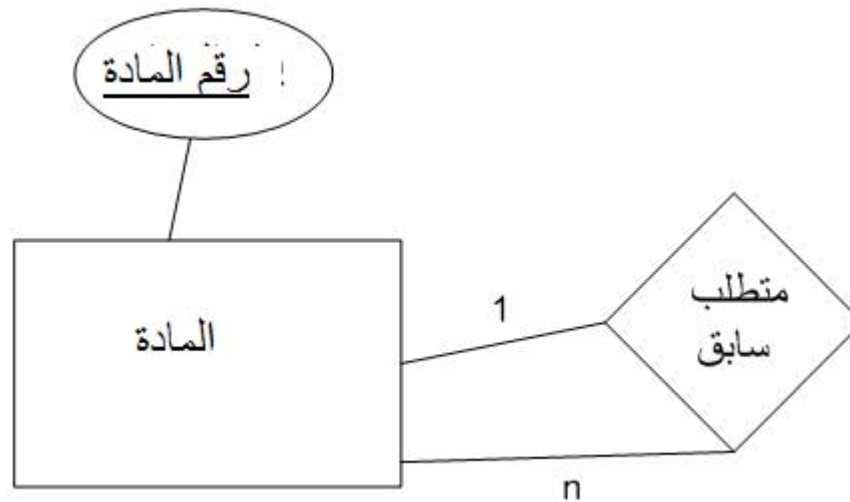 رقم المادة
المادة
1
متطلب
سابق
n